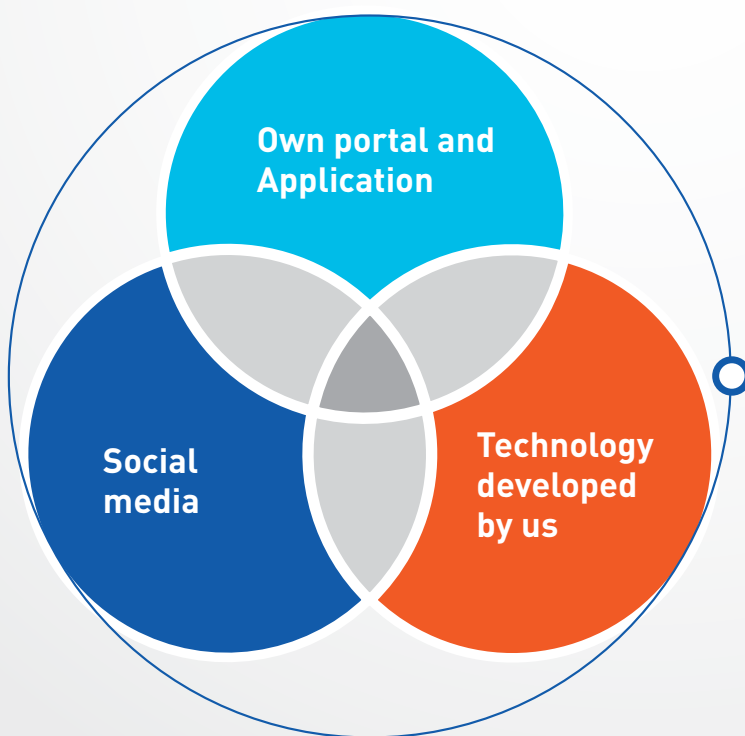 Own portal and
Application
Social
media
Technology
developed
by us